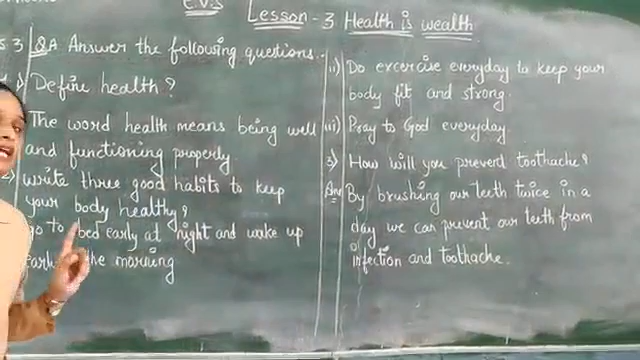 E.V.S
Lesson - 3 Health is wealth
3 Q&A Answer the following questions.
Define health?
The word health means being well
and functioning properly.
2) Write three good habits to keep
your body healthy?
go to bed early at night and wake up
the morning
ii) Do excercise everyday to keep your
body fit and strong.
iii) Pray to God everyday.
3) How will you prevent toothache?
Ans By brushing our teeth twice in a
day we can prevent our teeth from
infection and toothache.